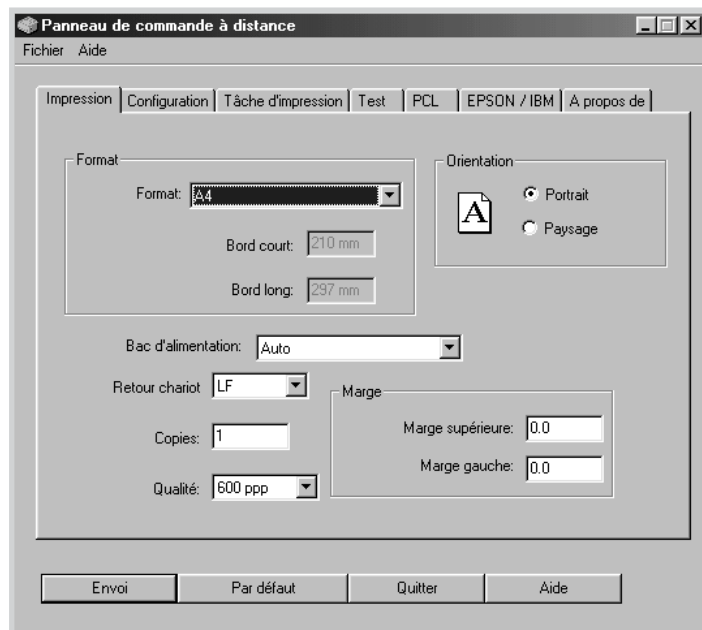 Panneau de commande à distance
Fichier Aide
Impression Configuration Tâche d'impression Test PCL EPSON / IBM A propos de
Format
Format: A4
Bord court: 210 mm
Bord long: 297 mm
Orientation
A
Portrait
Paysage
Bac d'alimentation: Auto
Retour chariot LF
Copies: 1
Qualité: 600 ppp
Marge
Marge supérieure: 0.0
Marge gauche: 0.0
Envoi Par défaut Quitter Aide